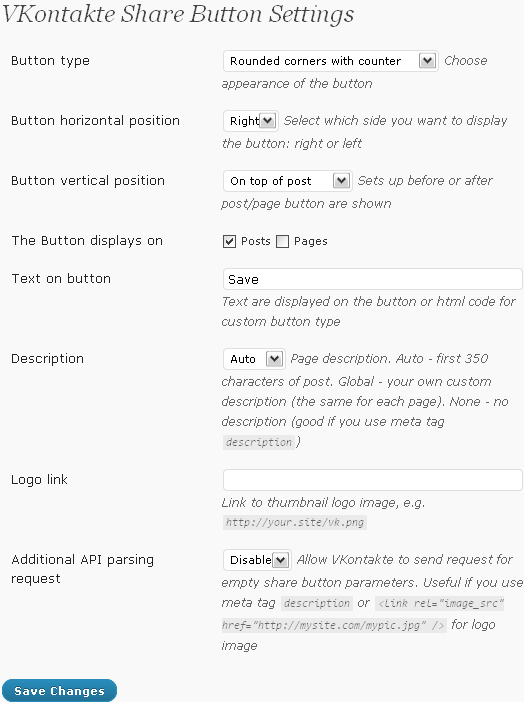 VKontakte Share Button Settings
Button type
Rounded corners with counter Choose
appearance of the button
Button horizontal position
Right Select which side you want to display
the button: right or left
Button vertical position
On top of post Sets up before or after
post/page button are shown
The Button displays on
Posts Pages
Text on button
Save
Text are displayed on the button or html code for
custom button type
Description
Auto Page description. Auto - first 350
characters of post. Global - your own custom
description (the same for each page). None - no
description (good if you use meta tag
description )
Logo link
Link to thumbnail logo image, e.g.
http://your.site/vk.png
Additional API parsing
request
Disable Allow VKontakte to send request for
empty share button parameters. Useful if you use
meta tag description or <link rel="image_src"
href="http://mysite.com/mypic.jpg" /> for logo
image
Save Changes